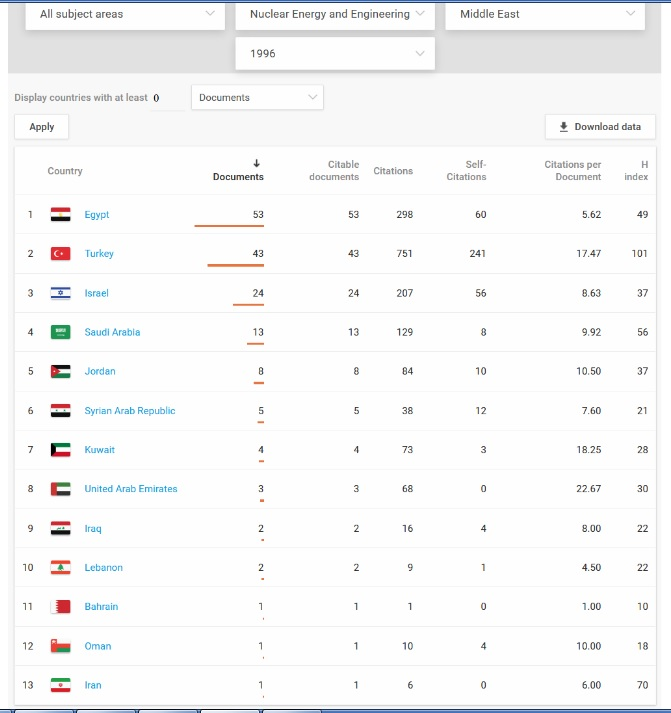 All subject areas Nuclear Energy and Engineering Middle East
1996
Display countries with at least 0 Documents
Apply Download data
Country Documents Citable documents Citations Self-Citations Citations per Document H index
1 Egypt 53 53 298 60 5.62 49
2 Turkey 43 43 751 241 17.47 101
3 Israel 24 24 207 56 8.63 37
4 Saudi Arabia 13 13 129 8 9.92 56
5 Jordan 8 8 84 10 10.50 37
6 Syrian Arab Republic 5 5 38 12 7.60 21
7 Kuwait 4 4 73 3 18.25 28
8 United Arab Emirates 3 3 68 0 22.67 30
9 Iraq 2 2 16 4 8.00 22
10 Lebanon 2 2 9 1 4.50 22
11 Bahrain 1 1 1 0 1.00 10
12 Oman 1 1 10 4 10.00 18
13 Iran 1 1 6 0 6.00 70